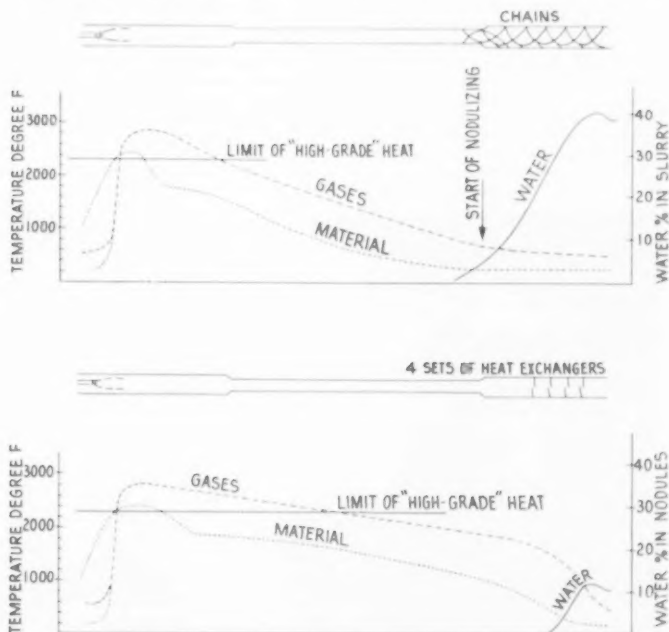 CHAINS
TEMPERATURE DEGREE F
3000
2000
1000
LIMIT OF "HIGH-GRADE" HEAT
GASES
MATERIAL
START OF NODULIZING
WATER
40
30
20
10
WATER % IN SLURRY
4 SETS OF HEAT EXCHANGERS
TEMPERATURE DEGREE F
3000
2000
1000
GASES
LIMIT OF "HIGH-GRADE" HEAT
MATERIAL
WATER
40
30
20
10
WATER % IN NODULES